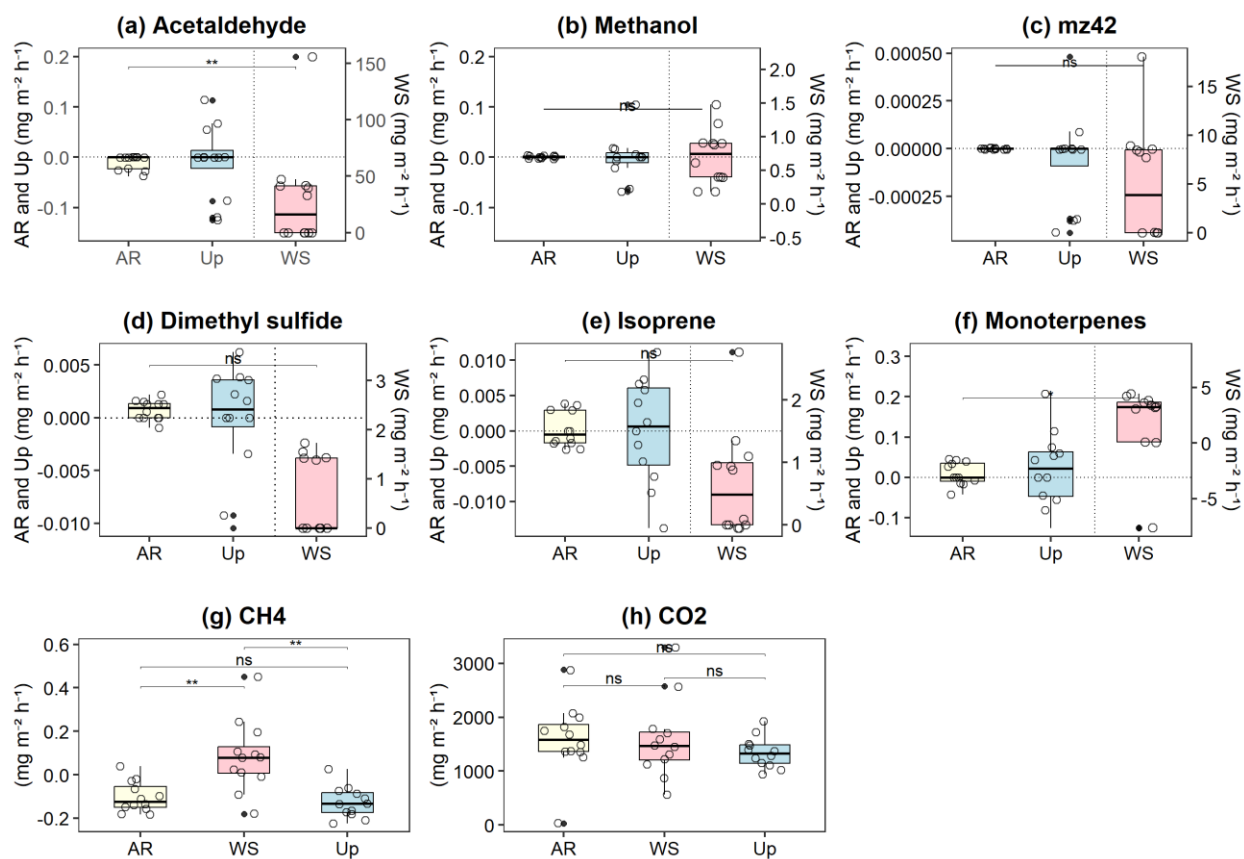 (a) Acetaldehyde
AR and Up (mg m⁻² h⁻¹)
0.2
0.1
0.0
-0.1
**
150
100
50
0
WS (mg m⁻² h⁻¹)
AR Up WS
(b) Methanol
AR and Up (mg m⁻² h⁻¹)
0.2
0.1
0.0
-0.1
ns
2.0
1.5
1.0
0.5
0.0
-0.5
WS (mg m⁻² h⁻¹)
AR Up WS
(c) mz42
AR and Up (mg m⁻² h⁻¹)
0.00050
0.00025
0.00000
-0.00025
ns
15
10
5
0
WS (mg m⁻² h⁻¹)
AR Up WS
(d) Dimethyl sulfide
AR and Up (mg m⁻² h⁻¹)
0.005
0.000
-0.005
-0.010
ns
3
2
1
0
WS (mg m⁻² h⁻¹)
AR Up WS
(e) Isoprene
AR and Up (mg m⁻² h⁻¹)
0.010
0.005
0.000
-0.005
-0.010
ns
2
1
0
WS (mg m⁻² h⁻¹)
AR Up WS
(f) Monoterpenes
AR and Up (mg m⁻² h⁻¹)
0.3
0.2
0.1
0.0
-0.1
*
5
0
-5
WS (mg m⁻² h⁻¹)
AR Up WS
(g) CH4
(mg m⁻² h⁻¹)
0.6
0.4
0.2
0.0
-0.2
**
ns
**
AR WS Up
(h) CO2
(mg m⁻² h⁻¹)
3000
2000
1000
0
ns
ns
ns
AR WS Up